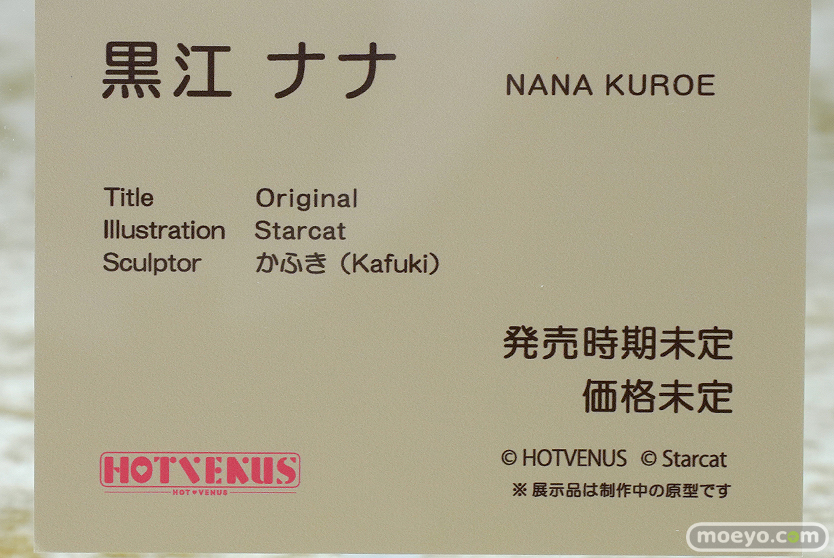 黒江 ナナ NANA KUROE
Title Original
Illustration Starcat
Sculptor かふき（Kafuki）
発売時期未定
価格未定
HOTVENUS
HOT♥VENUS
© HOTVENUS © Starcat
※展示品は制作中の原型です
moeyo.com